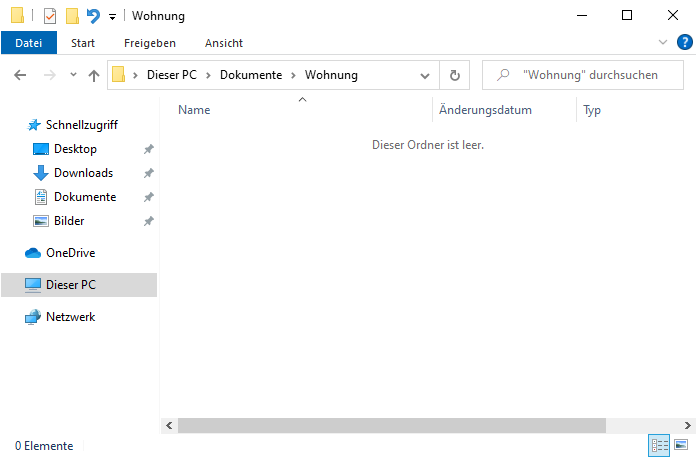 Wohnung
Datei Start Freigeben Ansicht ?
Dieser PC Dokumente Wohnung "Wohnung" durchsuchen
Name Änderungsdatum Typ
Dieser Ordner ist leer.
Schnellzugriff
Desktop
Downloads
Dokumente
Bilder
OneDrive
Dieser PC
Netzwerk
0 Elemente